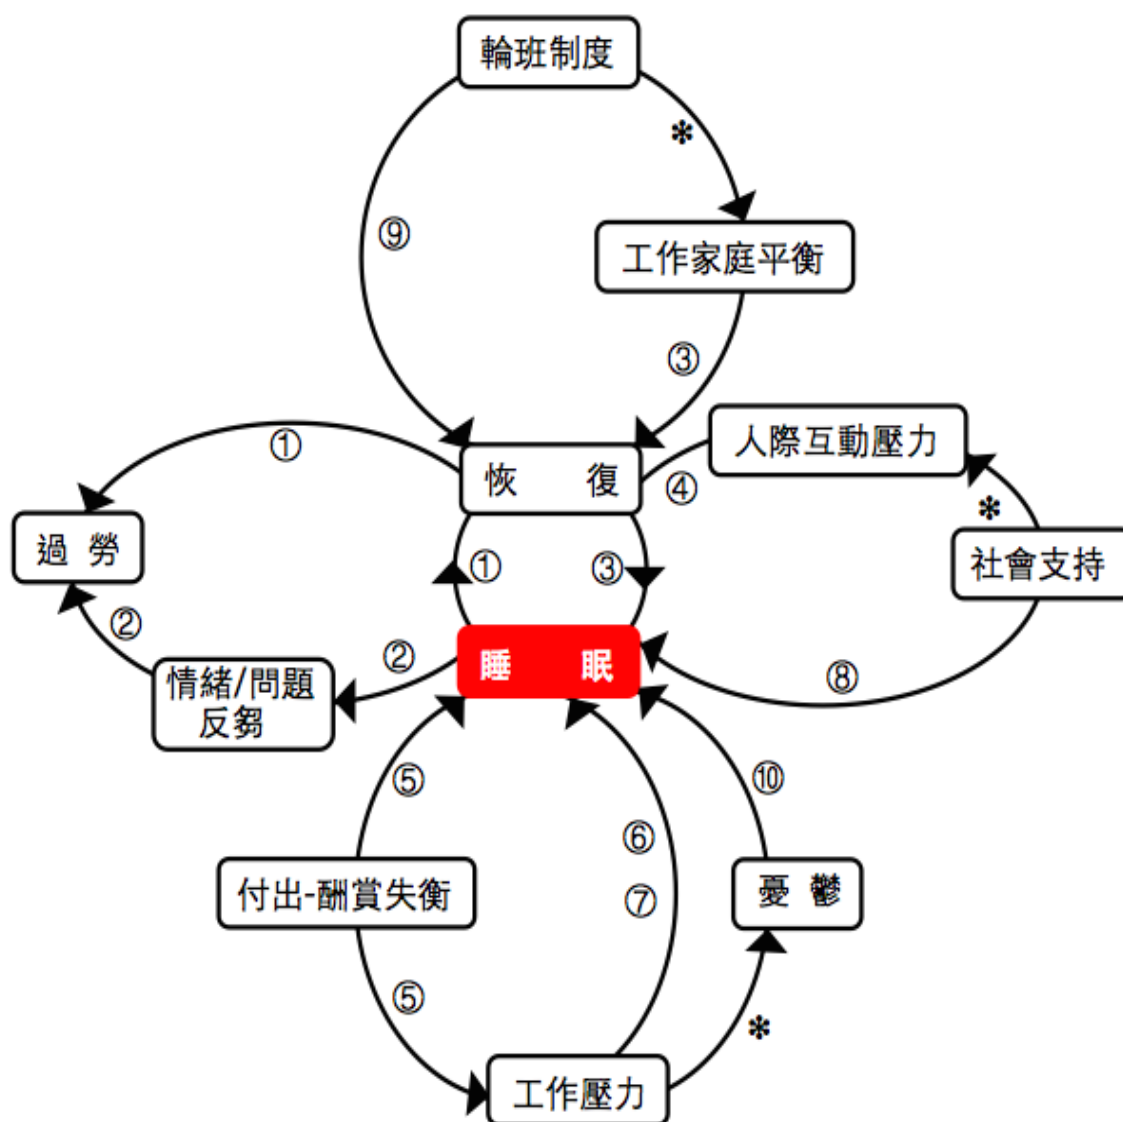 輪班制度
❇
⑨
工作家庭平衡
③
①
人際互動壓力
恢 復
④
❇
過 勞
①
③
社會支持
②
②
睡 眠
情緒/問題
反芻
⑧
⑤
⑩
⑥
付出-酬賞失衡
憂 鬱
⑦
⑤
❇
工作壓力